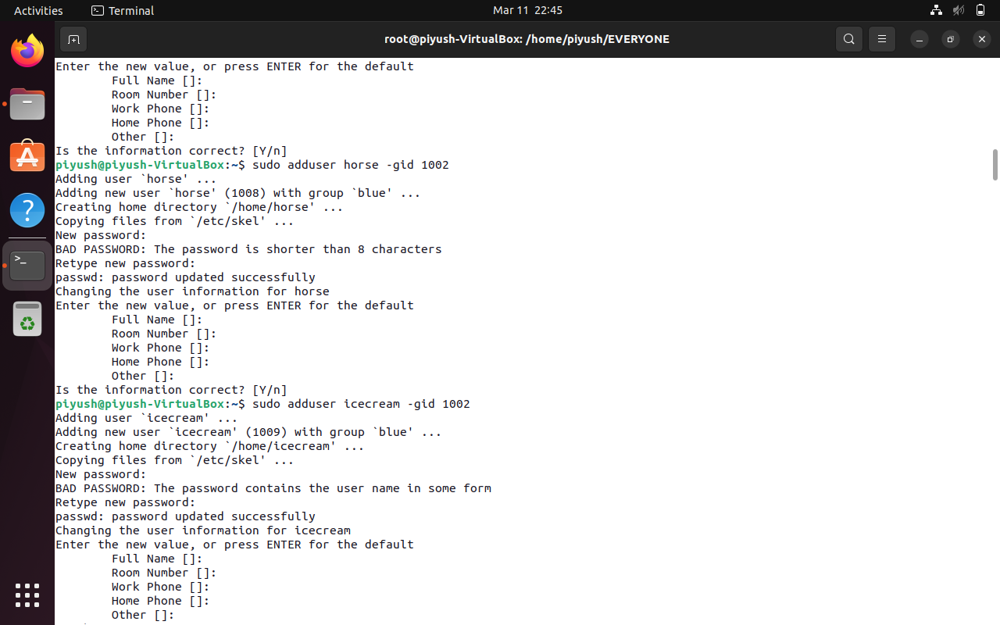 Activities
Terminal
Mar 11 22:45
root@piyush-VirtualBox: /home/piyush/EVERYONE
Enter the new value, or press ENTER for the default
Full Name []:
Room Number []:
Work Phone []:
Home Phone []:
Other []:
Is the information correct? [Y/n]
piyush@piyush-VirtualBox:~$ sudo adduser horse -gid 1002
Adding user `horse' ...
Adding new user `horse' (1008) with group `blue' ...
Creating home directory `/home/horse' ...
Copying files from `/etc/skel' ...
New password:
BAD PASSWORD: The password is shorter than 8 characters
Retype new password:
passwd: password updated successfully
Changing the user information for horse
Enter the new value, or press ENTER for the default
Full Name []:
Room Number []:
Work Phone []:
Home Phone []:
Other []:
Is the information correct? [Y/n]
piyush@piyush-VirtualBox:~$ sudo adduser icecream -gid 1002
Adding user `icecream' ...
Adding new user `icecream' (1009) with group `blue' ...
Creating home directory `/home/icecream' ...
Copying files from `/etc/skel' ...
New password:
BAD PASSWORD: The password contains the user name in some form
Retype new password:
passwd: password updated successfully
Changing the user information for icecream
Enter the new value, or press ENTER for the default
Full Name []:
Room Number []:
Work Phone []:
Home Phone []:
Other []: